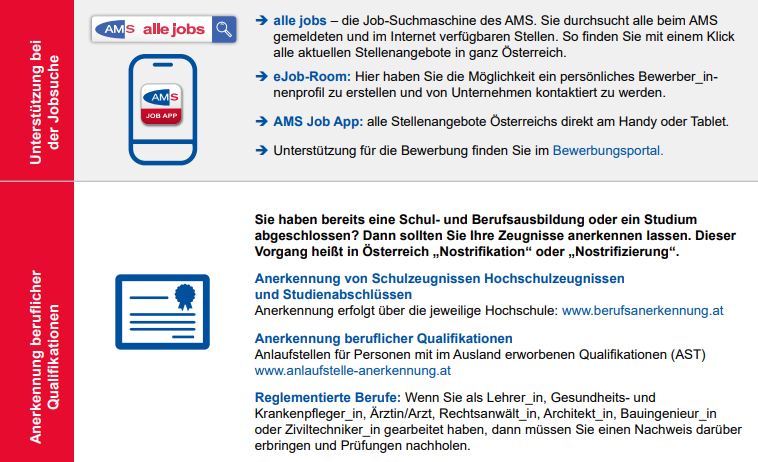 Unterstützung bei
der Jobsuche
AMS alle jobs
AMS
JOB APP
➔ alle jobs – die Job-Suchmaschine des AMS. Sie durchsucht alle beim AMS
gemeldeten und im Internet verfügbaren Stellen. So finden Sie mit einem Klick
alle aktuellen Stellenangebote in ganz Österreich.
➔ eJob-Room: Hier haben Sie die Möglichkeit ein persönliches Bewerber_in-
nenprofil zu erstellen und von Unternehmen kontaktiert zu werden.
➔ AMS Job App: alle Stellenangebote Österreichs direkt am Handy oder Tablet.
➔ Unterstützung für die Bewerbung finden Sie im Bewerbungsportal.
Anerkennung beruflicher
Qualifikationen
Sie haben bereits eine Schul- und Berufsausbildung oder ein Studium
abgeschlossen? Dann sollten Sie Ihre Zeugnisse anerkennen lassen. Dieser
Vorgang heißt in Österreich „Nostrifikation“ oder „Nostrifizierung“.
Anerkennung von Schulzeugnissen Hochschulzeugnissen
und Studienabschlüssen
Anerkennung erfolgt über die jeweilige Hochschule: www.berufsanerkennung.at
Anerkennung beruflicher Qualifikationen
Anlaufstellen für Personen mit im Ausland erworbenen Qualifikationen (AST)
www.anlaufstelle-anerkennung.at
Reglementierte Berufe: Wenn Sie als Lehrer_in, Gesundheits- und
Krankenpfleger_in, Ärztin/Arzt, Rechtsanwält_in, Architekt_in, Bauingenieur_in
oder Ziviltechniker_in gearbeitet haben, dann müssen Sie einen Nachweis darüber
erbringen und Prüfungen nachholen.